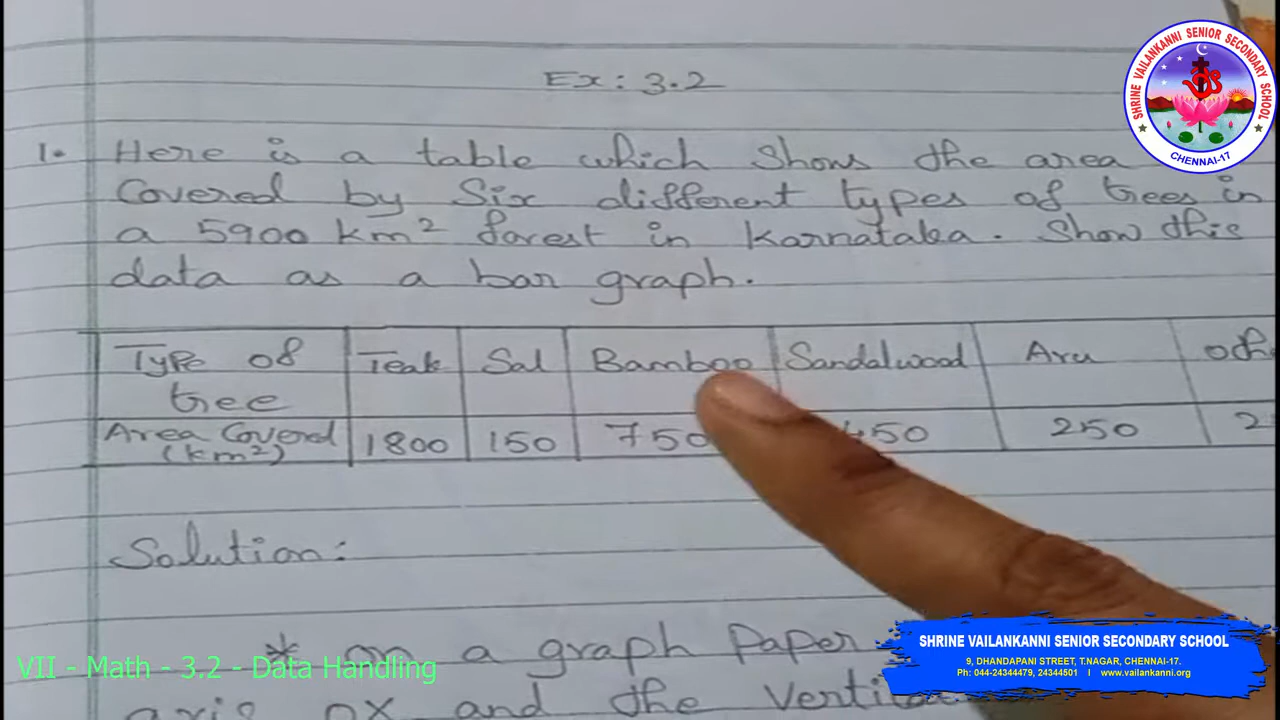 Ex: 3.2
1. Here is a table which shows the area
covered by six different types of trees in
a 5900 km² forest in Karnataka. Show this
data as a bar graph.
Type of tree Teak Sal Bamboo Sandalwood Aru
Area Coverd (km²) 1800 150 750 450 250 2
Solution:
* on a graph Paper
axis OX and the
SHRINE VAILANKANNI SENIOR SECONDARY SCHOOL
CHENNAI-17
VII - Math - 3.2 - Data Handling
SHRINE VAILANKANNI SENIOR SECONDARY SCHOOL
9, DHANDAPANI STREET, T.NAGAR, CHENNAI-17.
Ph: 044-24344479, 24344501 I www.vailankanni.org